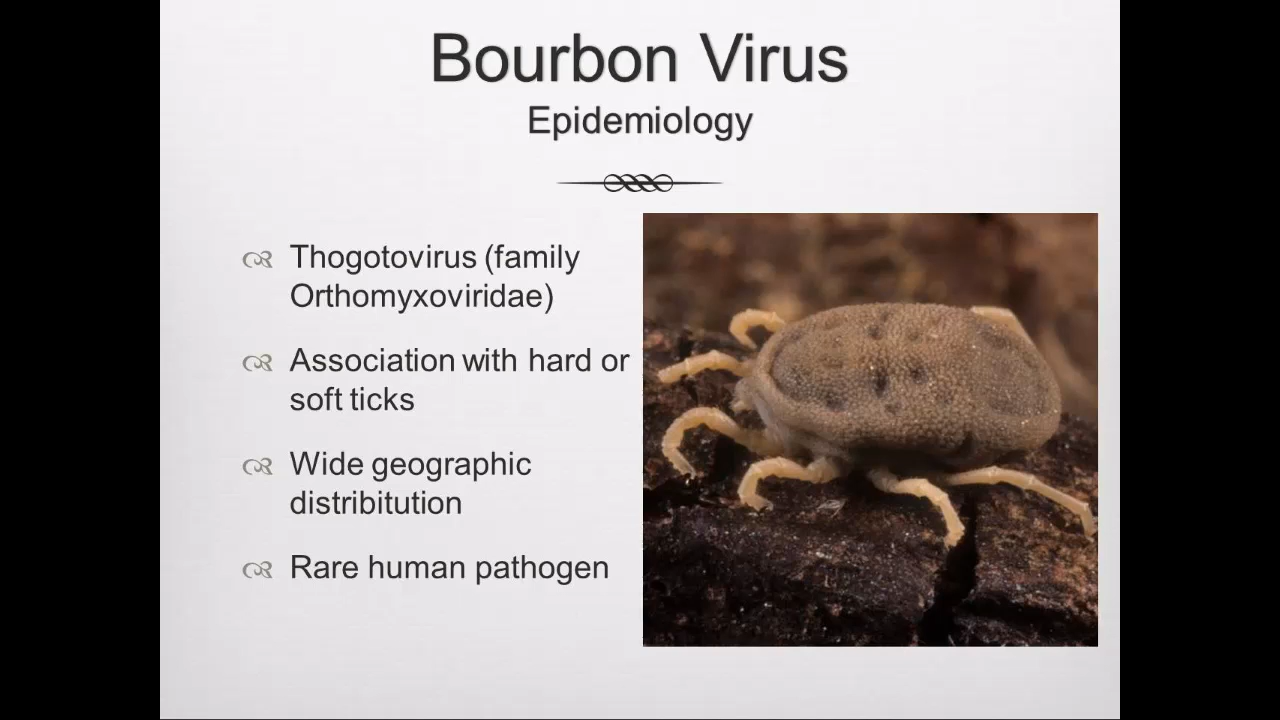 Bourbon Virus
Epidemiology
Thogotovirus (family
Orthomyxoviridae)
Association with hard or
soft ticks
Wide geographic
distribitution
Rare human pathogen